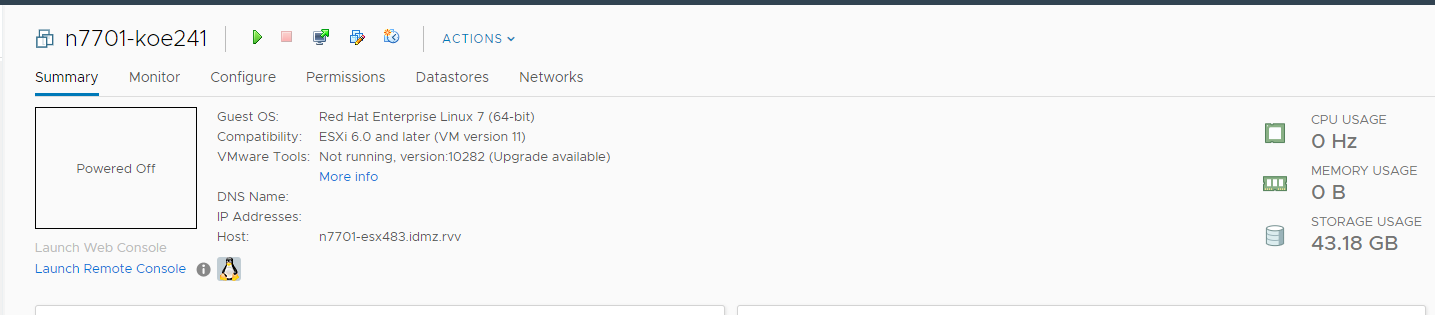 n7701-koe241
ACTIONS
Summary Monitor Configure Permissions Datastores Networks
Powered Off
Guest OS: Red Hat Enterprise Linux 7 (64-bit)
Compatibility: ESXi 6.0 and later (VM version 11)
VMware Tools: Not running, version:10282 (Upgrade available)
More info
DNS Name:
IP Addresses:
Host: n7701-esx483.idmz.rvv
Launch Web Console
Launch Remote Console
CPU USAGE
0 Hz
MEMORY USAGE
0 B
STORAGE USAGE
43.18 GB